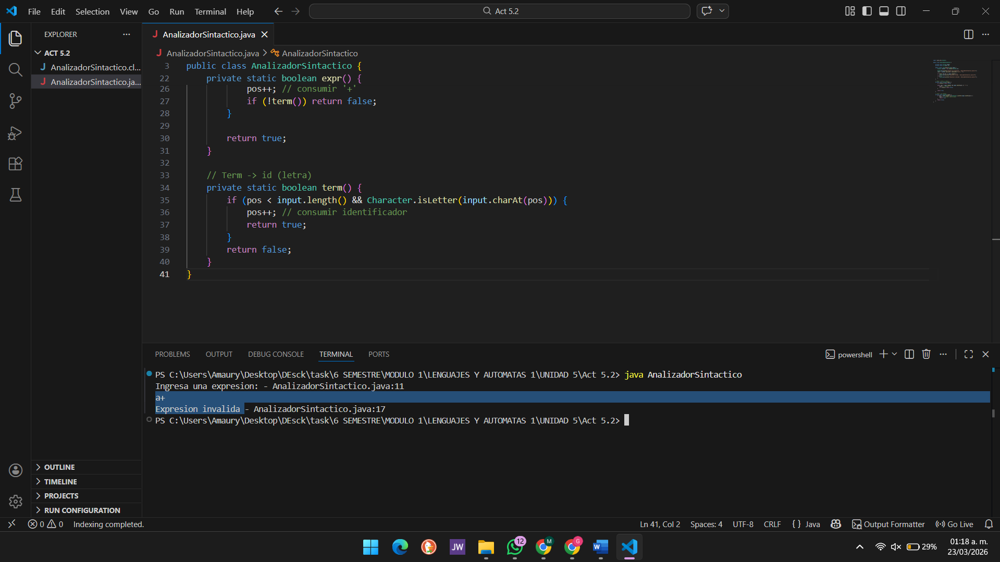 File Edit Selection View Go Run Terminal Help
Act 5.2
EXPLORER
ACT 5.2
AnalizadorSintactico.cl...
AnalizadorSintactico.ja...
OUTLINE
TIMELINE
PROJECTS
RUN CONFIGURATION
AnalizadorSintactico.java
AnalizadorSintactico.java > AnalizadorSintactico
3 public class AnalizadorSintactico {
22 private static boolean expr() {
26 pos++; // consumir '+'
27 if (!term()) return false;
28 }
29
30 return true;
31 }
32
33 // Term -> id (letra)
34 private static boolean term() {
35 if (pos < input.length() && Character.isLetter(input.charAt(pos))) {
36 pos++; // consumir identificador
37 return true;
38 }
39 return false;
40 }
41 }
PROBLEMS OUTPUT DEBUG CONSOLE TERMINAL PORTS
powershell
PS C:\Users\Amaury\Desktop\DEsck\task\6 SEMESTRE\MODULO 1\LENGUAJES Y AUTOMATAS 1\UNIDAD 5\Act 5.2> java AnalizadorSintactico
Ingresa una expresion: - AnalizadorSintactico.java:11
a+
Expresion invalida - AnalizadorSintactico.java:17
PS C:\Users\Amaury\Desktop\DEsck\task\6 SEMESTRE\MODULO 1\LENGUAJES Y AUTOMATAS 1\UNIDAD 5\Act 5.2>
0 0 Indexing completed.
Ln 41, Col 2 Spaces: 4 UTF-8 CRLF {} Java Output Formatter Go Live
JW
12
M
G
W
29%
01:18 a. m.
23/03/2026